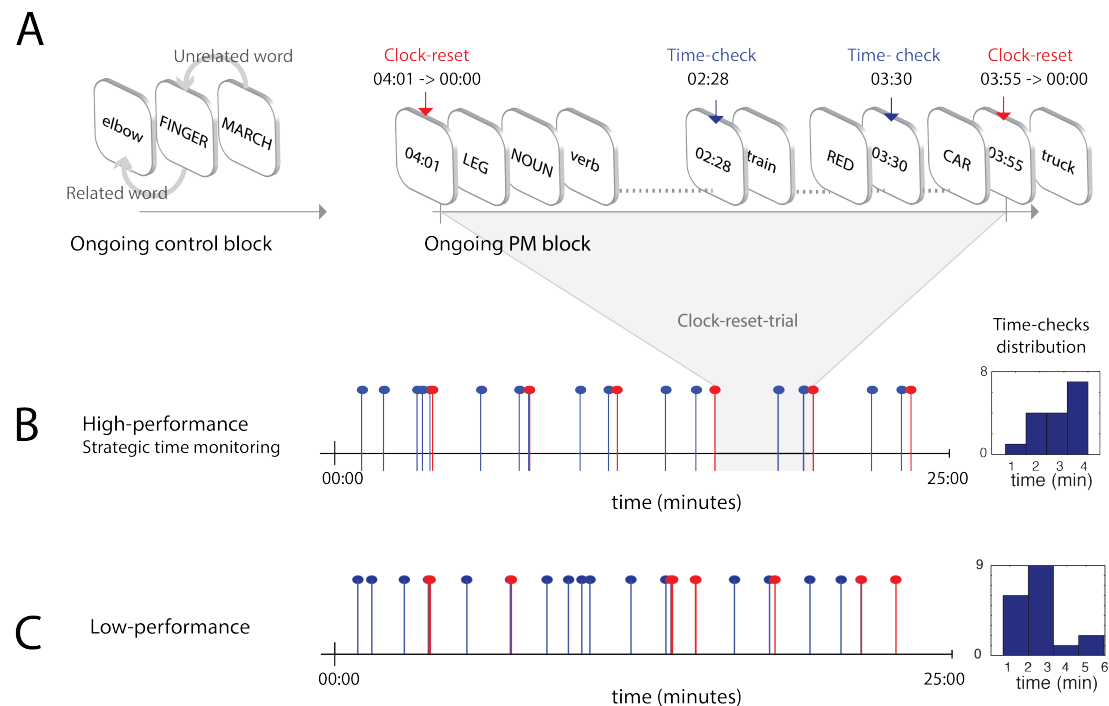 A
Unrelated word
elbow
FINGER
MARCH
Related word
Ongoing control block
Clock-reset
04:01 -> 00:00
Time-check
02:28
Time- check
03:30
Clock-reset
03:55 -> 00:00
04:01
LEG
NOUN
verb
02:28
train
RED
03:30
CAR
03:55
truck
Ongoing PM block
Clock-reset-trial
Time-checks
distribution
B
High-performance
Strategic time monitoring
00:00
25:00
time (minutes)
8
0
1 2 3 4
time (min)
C
Low-performance
00:00
25:00
time (minutes)
9
0
1 2 3 4 5 6
time (min)